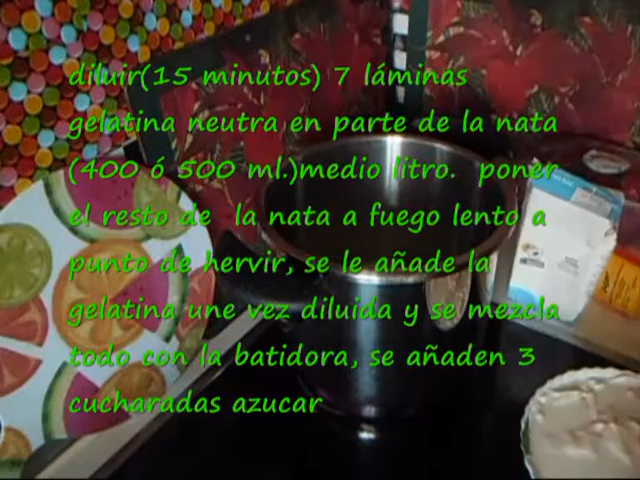 diluir(15 minutos) 7 láminas
gelatina neutra en parte de la nata
(400 ó 500 ml.)medio litro. poner
el resto de la nata a fuego lento a
punto de hervir, se le añade la
gelatina une vez diluida y se mezcla
todo con la batidora, se añaden 3
cucharadas azucar